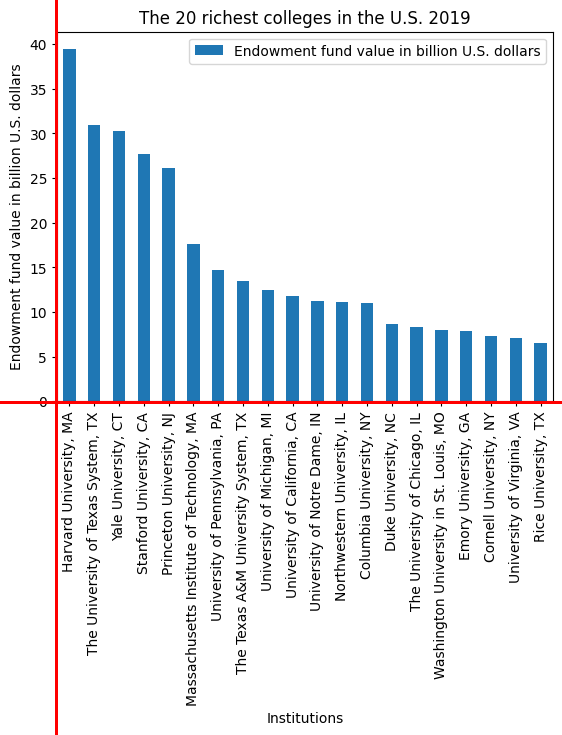 The 20 richest colleges in the U.S. 2019
Endowment fund value in billion U.S. dollars
Endowment fund value in billion U.S. dollars
40
35
30
25
20
15
10
5
0
Harvard University, MA
The University of Texas System, TX
Yale University, CT
Stanford University, CA
Princeton University, NJ
Massachusetts Institute of Technology, MA
University of Pennsylvania, PA
The Texas A&M University System, TX
University of Michigan, MI
University of California, CA
University of Notre Dame, IN
Northwestern University, IL
Columbia University, NY
Duke University, NC
The University of Chicago, IL
Washington University in St. Louis, MO
Emory University, GA
Cornell University, NY
University of Virginia, VA
Rice University, TX
Institutions